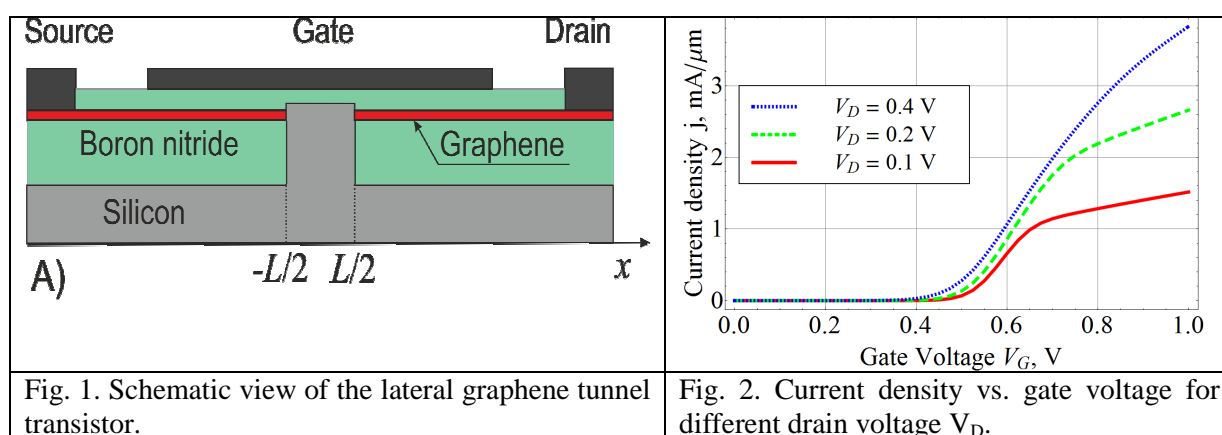 Source Gate Drain
Boron nitride
Graphene
Silicon
-L/2 L/2 x
A)
Fig. 1. Schematic view of the lateral graphene tunnel
transistor.
Current density j, mA/μm
3
2
1
0
V_D = 0.4 V
V_D = 0.2 V
V_D = 0.1 V
0.0 0.2 0.4 0.6 0.8 1.0
Gate Voltage V_G, V
Fig. 2. Current density vs. gate voltage for
different drain voltage V_D.